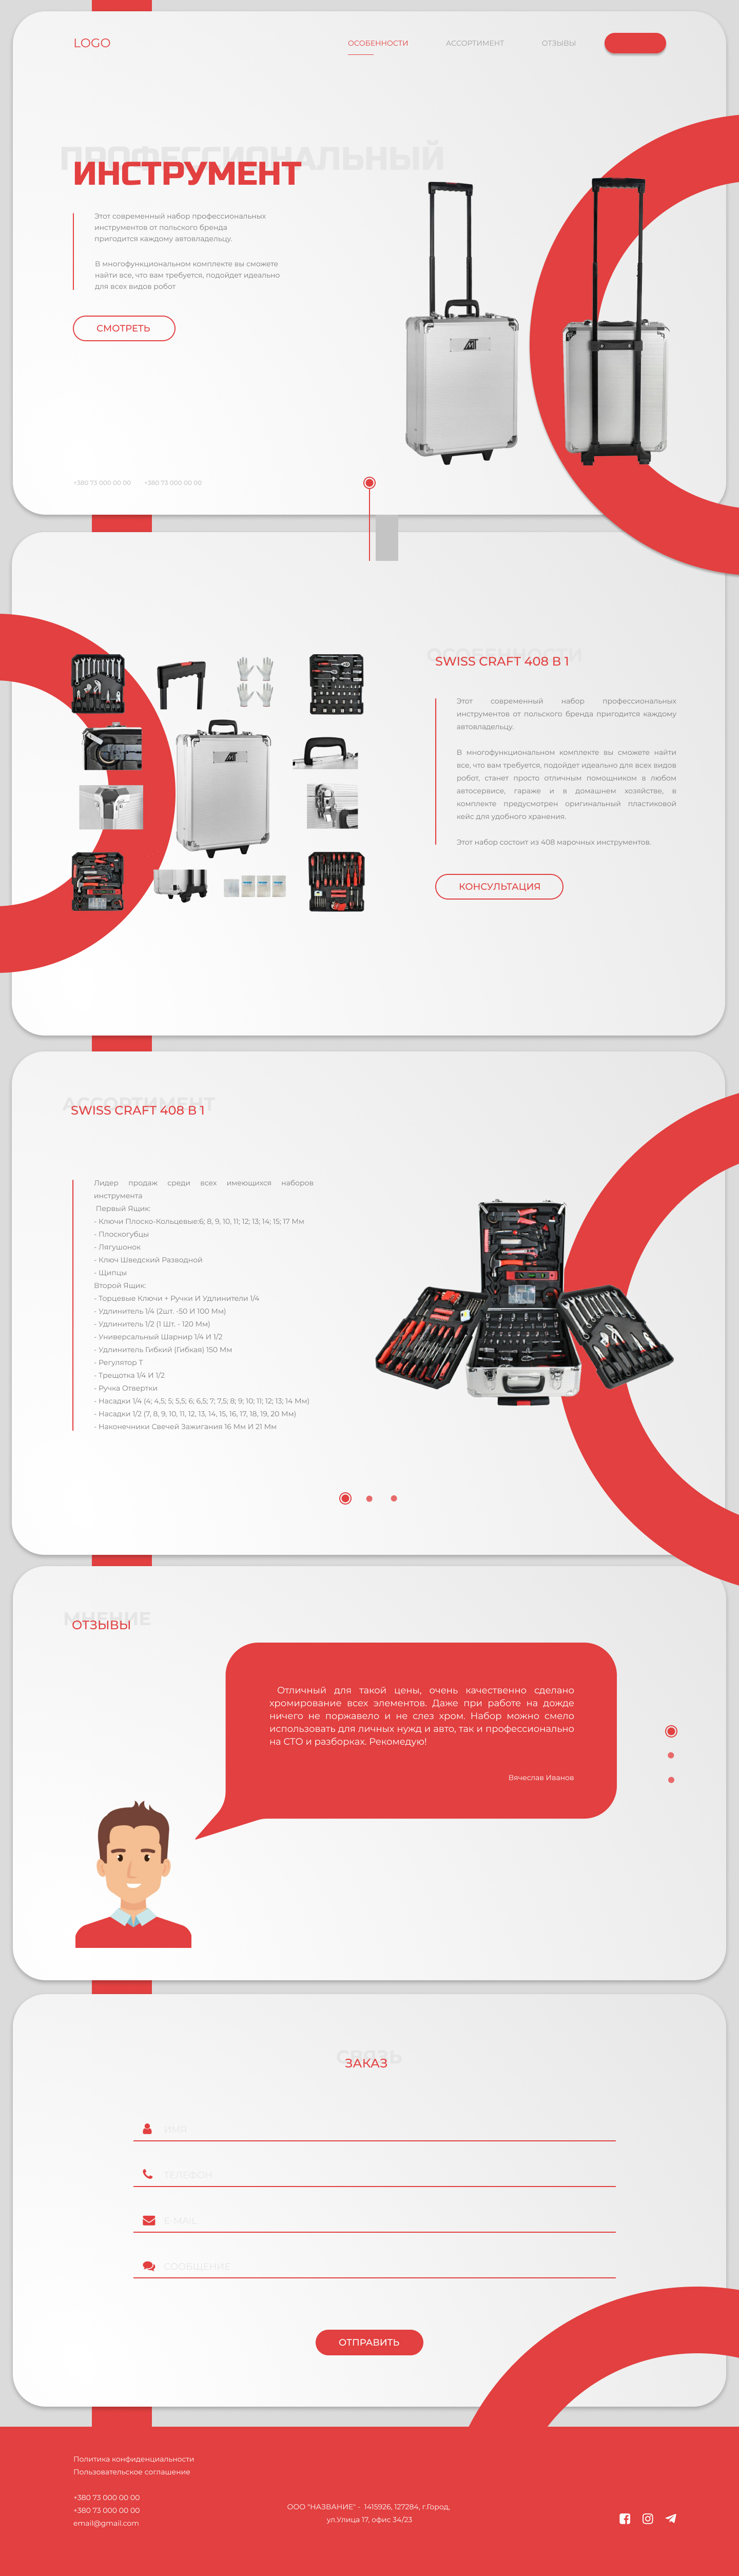 LOGO
ОСОБЕННОСТИ
АССОРТИМЕНТ
ОТЗЫВЫ
ПРОФЕССИОНАЛЬНЫЙ
ИНСТРУМЕНТ
Этот современный набор профессиональных
инструментов от польского бренда
пригодится каждому автовладельцу.
В многофункциональном комплекте вы сможете
найти все, что вам требуется, подойдет идеально
для всех видов робот
СМОТРЕТЬ
+380 73 000 00 00
+380 73 000 00 00
ОСОБЕННОСТИ
SWISS CRAFT 408 В 1
Этот современный набор профессиональных
инструментов от польского бренда пригодится каждому
автовладельцу.
В многофункциональном комплекте вы сможете найти
все, что вам требуется, подойдет идеально для всех видов
робот, станет просто отличным помощником в любом
автосервисе, гараже и в домашнем хозяйстве, в
комплекте предусмотрен оригинальный пластиковой
кейс для удобного хранения.
Этот набор состоит из 408 марочных инструментов.
КОНСУЛЬТАЦИЯ
АССОРТИМЕНТ
SWISS CRAFT 408 В 1
Лидер продаж среди всех имеющихся наборов
инструмента
Первый Ящик:
- Ключи Плоско-Кольцевые:6; 8, 9, 10, 11; 12; 13; 14; 15; 17 Мм
- Плоскогубцы
- Лягушонок
- Ключ Шведский Разводной
- Щипцы
Второй Ящик:
- Торцевые Ключи + Ручки И Удлинители 1/4
- Удлинитель 1/4 (2шт. -50 И 100 Мм)
- Удлинитель 1/2 (1 Шт. - 120 Мм)
- Универсальный Шарнир 1/4 И 1/2
- Удлинитель Гибкий (Гибкая) 150 Мм
- Регулятор Т
- Трещотка 1/4 И 1/2
- Ручка Отвертки
- Насадки 1/4 (4; 4,5; 5; 5,5; 6; 6,5; 7; 7,5; 8; 9; 10; 11; 12; 13; 14 Мм)
- Насадки 1/2 (7, 8, 9, 10, 11, 12, 13, 14, 15, 16, 17, 18, 19, 20 Мм)
- Наконечники Свечей Зажигания 16 Мм И 21 Мм
МНЕНИЕ
ОТЗЫВЫ
Отличный для такой цены, очень качественно сделано
хромирование всех элементов. Даже при работе на дожде
ничего не поржавело и не слез хром. Набор можно смело
использовать для личных нужд и авто, так и профессионально
на СТО и разборках. Рекомедую!
Вячеслав Иванов
СВЯЗЬ
ЗАКАЗ
ИМЯ
ТЕЛЕФОН
E-MAIL
СООБЩЕНИЕ
ОТПРАВИТЬ
Политика конфиденциальности
Пользовательское соглашение
+380 73 000 00 00
+380 73 000 00 00
email@gmail.com
ООО "НАЗВАНИЕ" - 1415926, 127284, г.Город,
ул.Улица 17, офис 34/23